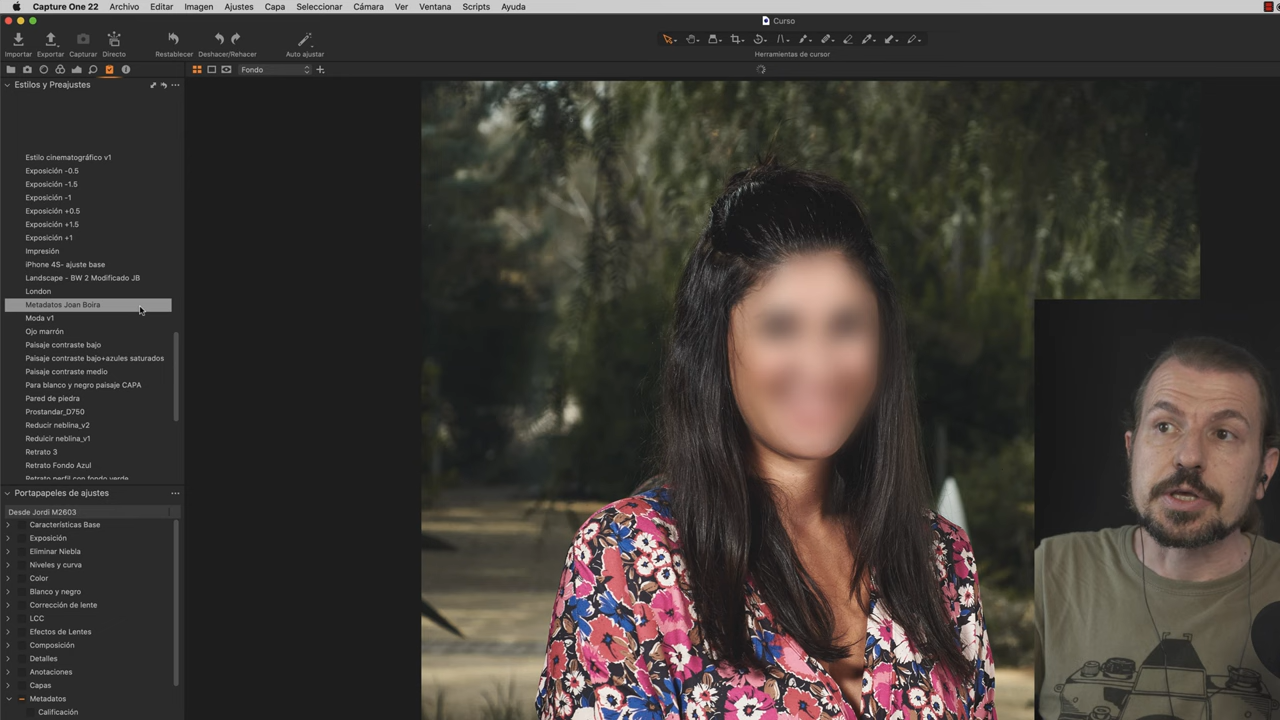 Capture One 22 Archivo Editar Imagen Ajustes Capa Seleccionar Cámara Ver Ventana Scripts Ayuda
Curso
Importar Exportar Capturar Directo Restablecer Deshacer/Rehacer Auto ajustar Herramientas de cursor
Fondo
Estilos y Preajustes
Estilo cinematográfico v1
Exposición -0.5
Exposición -1.5
Exposición -1
Exposición +0.5
Exposición +1.5
Exposición +1
Impresión
iPhone 4S- ajuste base
Landscape - BW 2 Modificado JB
London
Metadatos Joan Boira
Moda v1
Ojo marrón
Paisaje contraste bajo
Paisaje contraste bajo+azules saturados
Paisaje contraste medio
Para blanco y negro paisaje CAPA
Pared de piedra
Prostandar_D750
Reducir neblina_v2
Reduicir neblina_v1
Retrato 3
Retrato Fondo Azul
Retrato perfil con fondo verde
Portapapeles de ajustes
Desde Jordi M2603
Características Base
Exposición
Eliminar Niebla
Niveles y curva
Color
Blanco y negro
Corrección de lente
LCC
Efectos de Lentes
Composición
Detalles
Anotaciones
Capas
Metadatos
Calificación